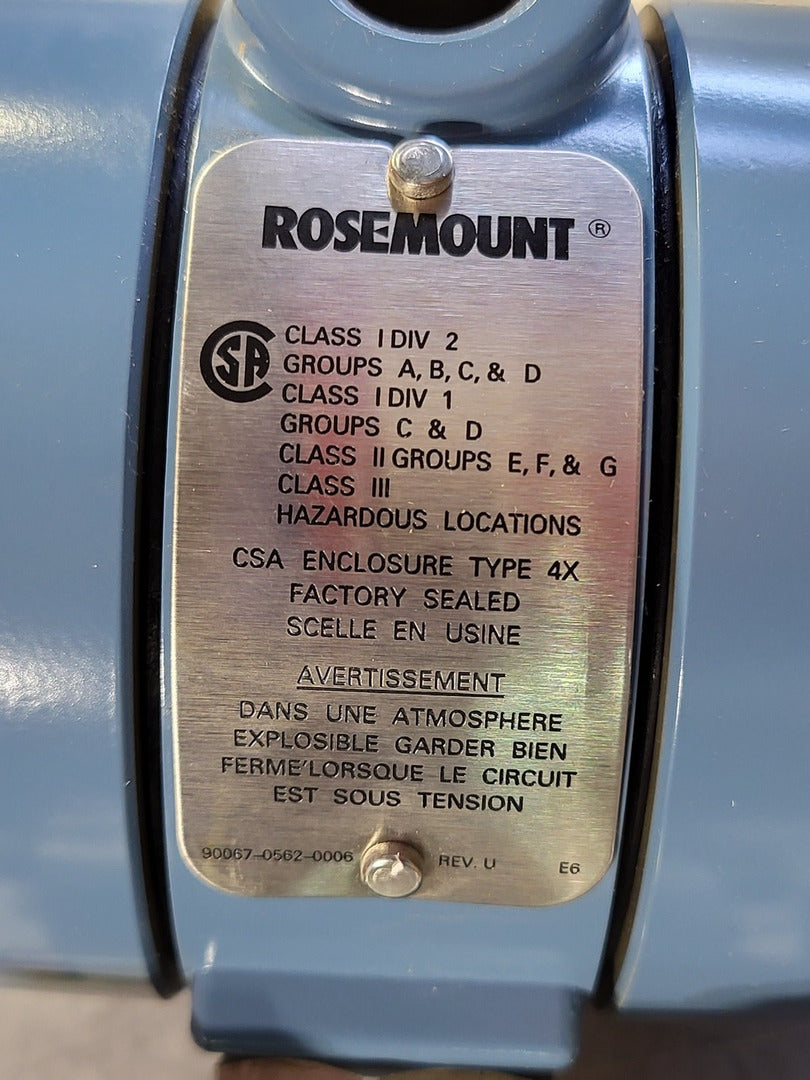 ROSEMOUNT ®
CSA
CLASS I DIV 2
GROUPS A, B, C, & D
CLASS I DIV 1
GROUPS C & D
CLASS II GROUPS E, F, & G
CLASS III
HAZARDOUS LOCATIONS
CSA ENCLOSURE TYPE 4X
FACTORY SEALED
SCELLE EN USINE
AVERTISSEMENT
DANS UNE ATMOSPHERE
EXPLOSIBLE GARDER BIEN
FERME'LORSQUE LE CIRCUIT
EST SOUS TENSION
90067-0562-0006 REV. U E6